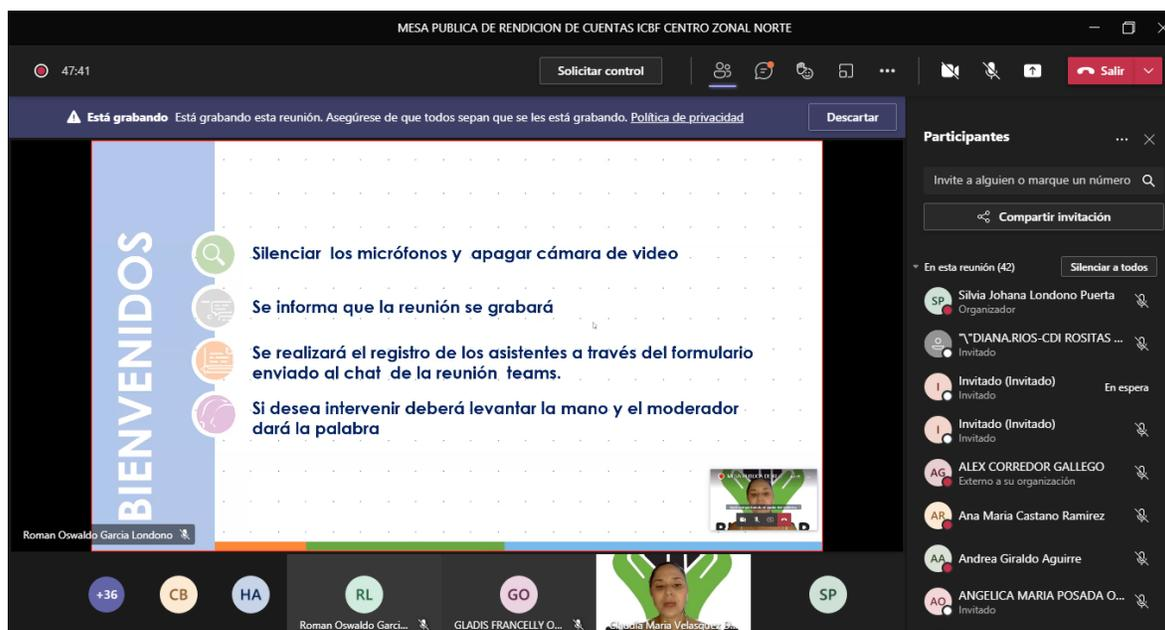 MESA PUBLICA DE RENDICION DE CUENTAS ICBF CENTRO ZONAL NORTE
47:41
Solicitar control
Salir
Está grabando Está grabando esta reunión. Asegúrese de que todos sepan que se les está grabando. Política de privacidad
Descartar
BIENVENIDOS
Silenciar los micrófonos y apagar cámara de video
Se informa que la reunión se grabará
Se realizará el registro de los asistentes a través del formulario
enviado al chat de la reunión teams.
Si desea intervenir deberá levantar la mano y el moderador
dará la palabra
Roman Oswaldo Garcia Londono
+36
CB
HA
RL
Roman Oswaldo Garci...
GO
GLADIS FRANCELLY O...
Claudia Maria Velasquez
SP
Participantes
Invite a alguien o marque un número
Compartir invitación
En esta reunión (42)
Silenciar a todos
SP
Silvia Johana Londono Puerta
Organizador
"\"DIANA.RIOS-CDI ROSITAS ...
Invitado
I
Invitado (Invitado)
Invitado
En espera
I
Invitado (Invitado)
Invitado
AG
ALEX CORREDOR GALLEGO
Externo a su organización
AR
Ana Maria Castano Ramirez
AA
Andrea Giraldo Aguirre
AO
ANGELICA MARIA POSADA O...
Invitado